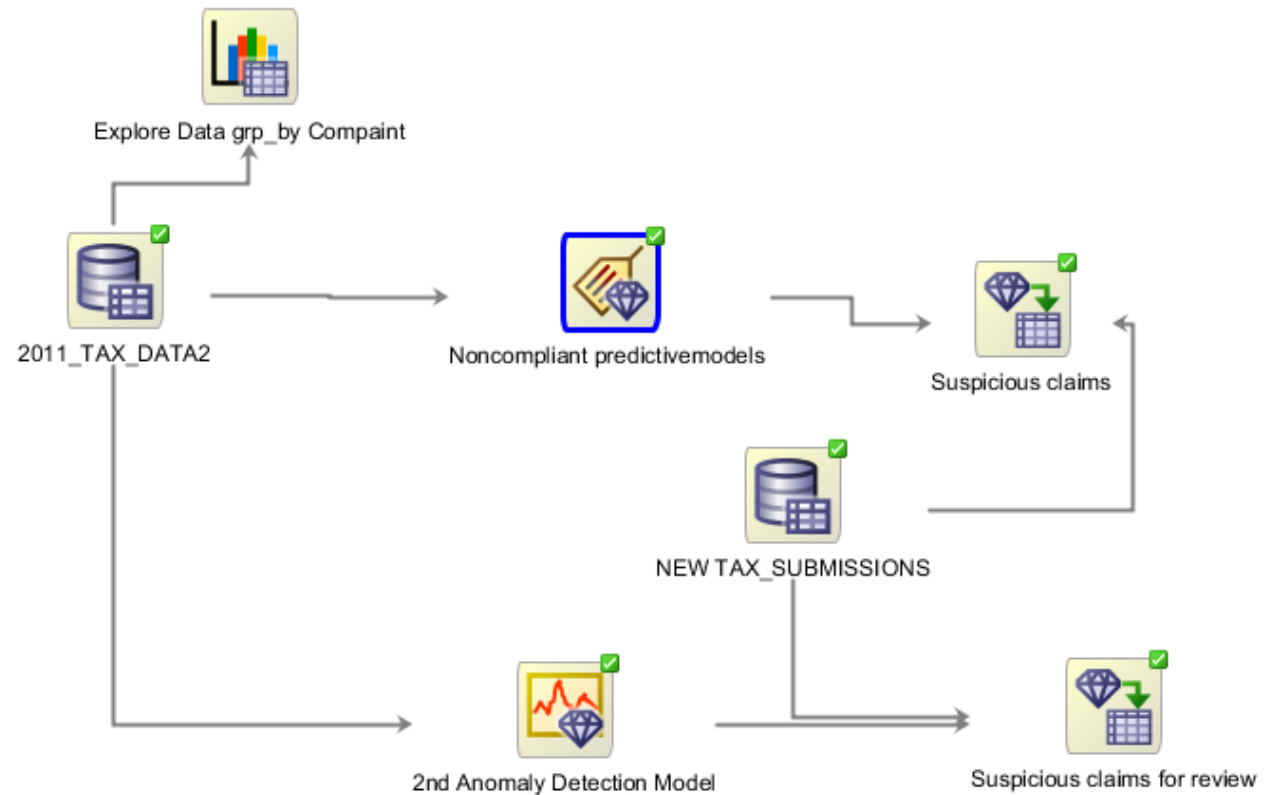 Explore Data grp_by Compaint
2011_TAX_DATA2
Noncompliant predictivemodels
Suspicious claims
NEW TAX_SUBMISSIONS
2nd Anomaly Detection Model
Suspicious claims for review